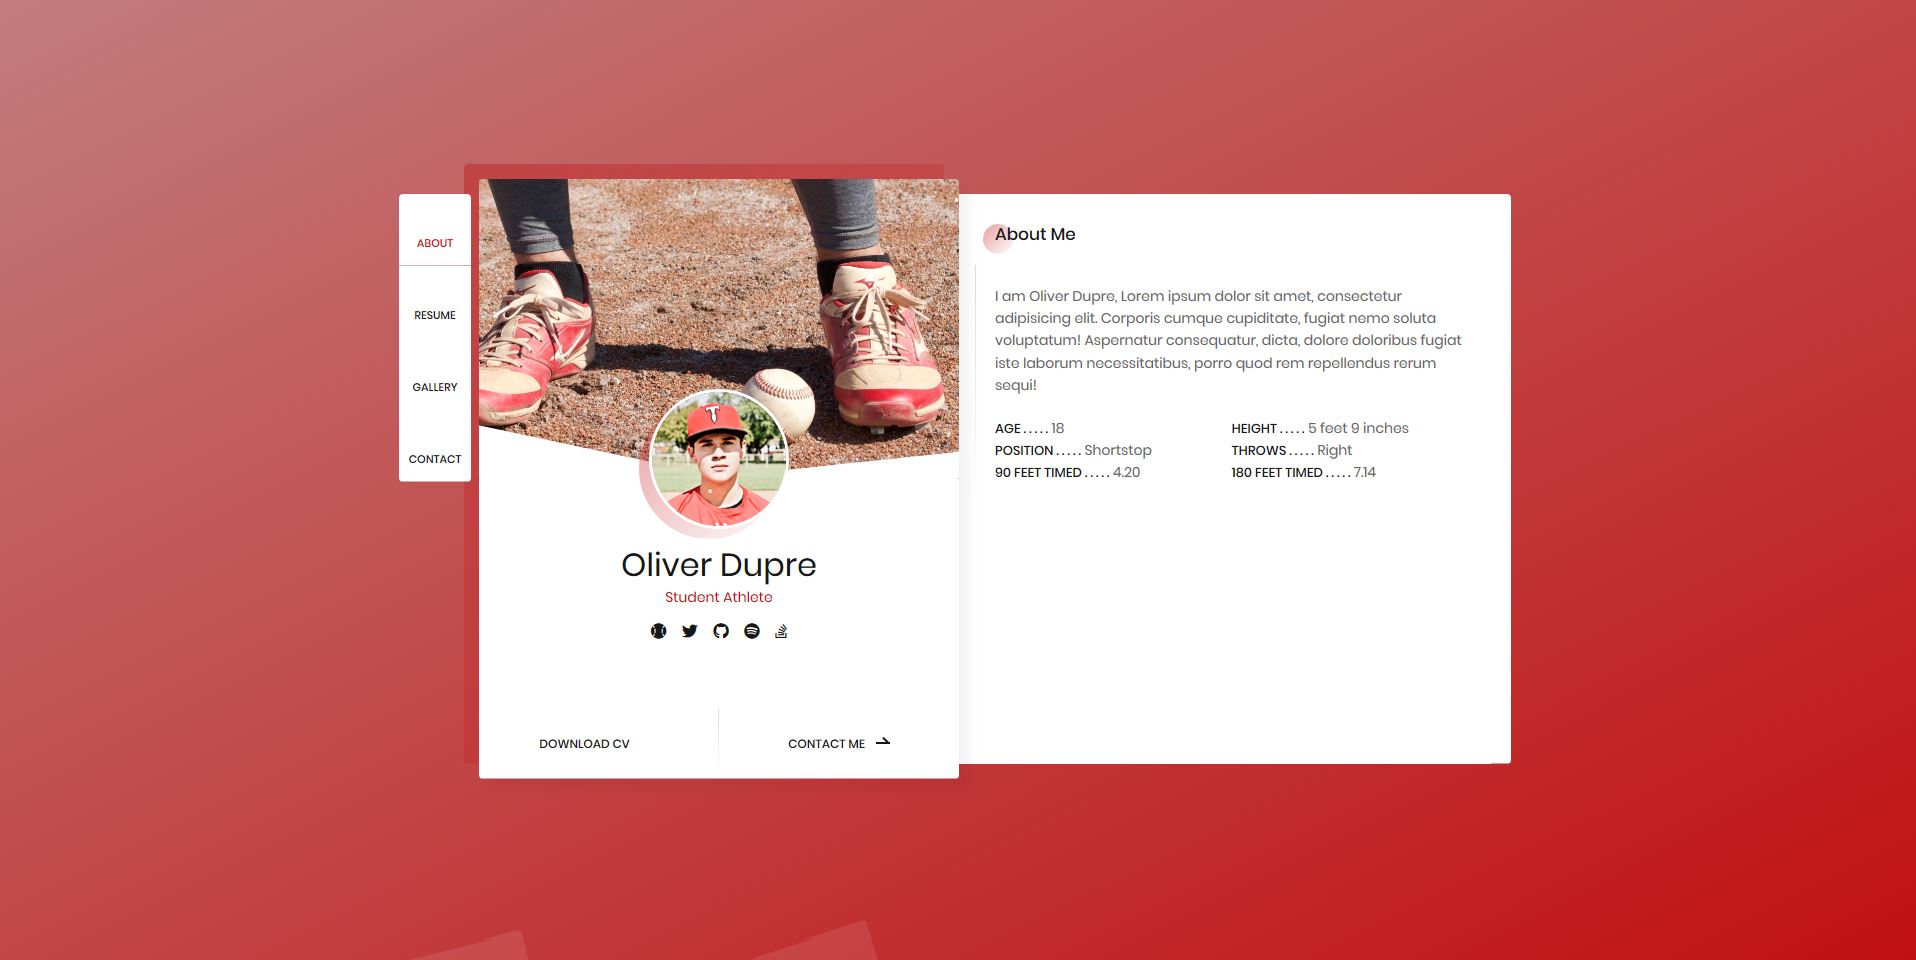 ABOUT
RESUME
GALLERY
CONTACT
T
Oliver Dupre
Student Athlete
DOWNLOAD CV
CONTACT ME
About Me
I am Oliver Dupre, Lorem ipsum dolor sit amet, consectetur
adipisicing elit. Corporis cumque cupiditate, fugiat nemo soluta
voluptatum! Aspernatur consequatur, dicta, dolore doloribus fugiat
iste laborum necessitatibus, porro quod rem repellendus rerum
sequi!
AGE . . . . . 18
HEIGHT . . . . . 5 feet 9 inches
POSITION . . . . . Shortstop
THROWS . . . . . Right
90 FEET TIMED . . . . . 4.20
180 FEET TIMED . . . . . 7.14